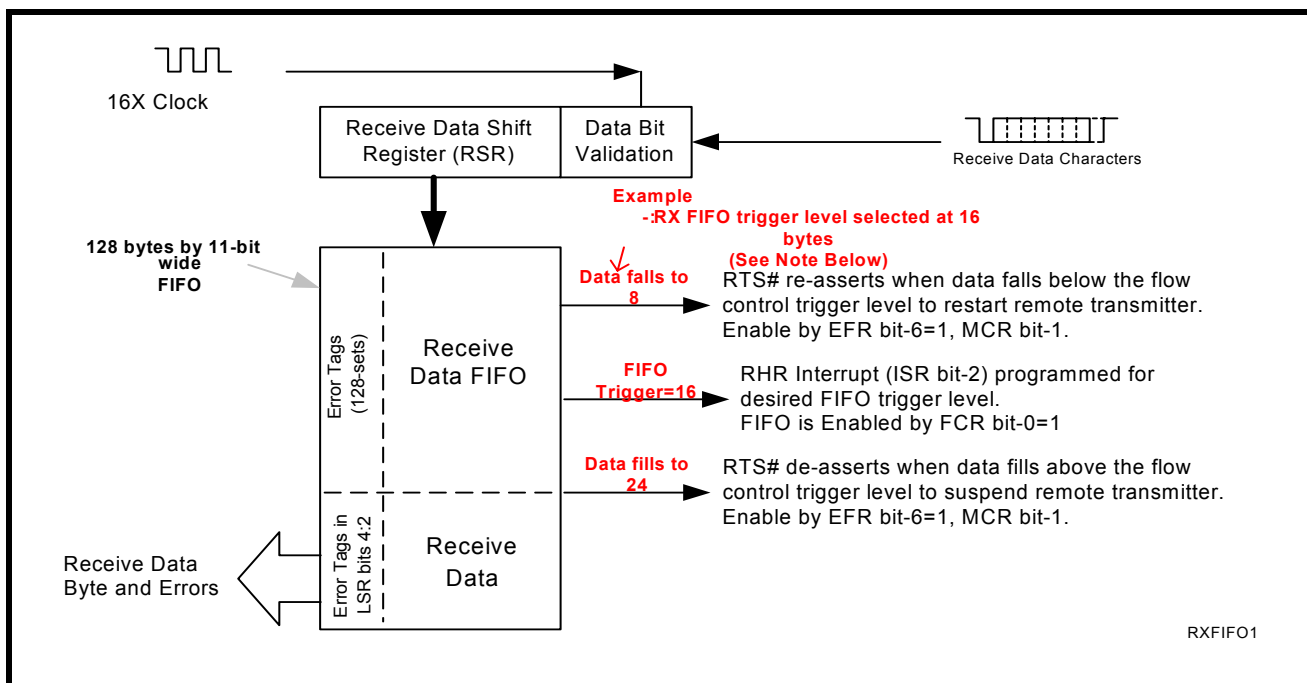 16X Clock
Receive Data Shift
Register (RSR)
Data Bit
Validation
Receive Data Characters
Example
-:RX FIFO trigger level selected at 16
bytes
(See Note Below)
128 bytes by 11-bit
wide
FIFO
Error Tags
(128-sets)
Receive
Data FIFO
Data falls to
8
RTS# re-asserts when data falls below the flow
control trigger level to restart remote transmitter.
Enable by EFR bit-6=1, MCR bit-1.
FIFO
Trigger=16
RHR Interrupt (ISR bit-2) programmed for
desired FIFO trigger level.
FIFO is Enabled by FCR bit-0=1
Data fills to
24
RTS# de-asserts when data fills above the flow
control trigger level to suspend remote transmitter.
Enable by EFR bit-6=1, MCR bit-1.
Error Tags in
LSR bits 4:2
Receive
Data
Receive Data
Byte and Errors
RXFIFO1